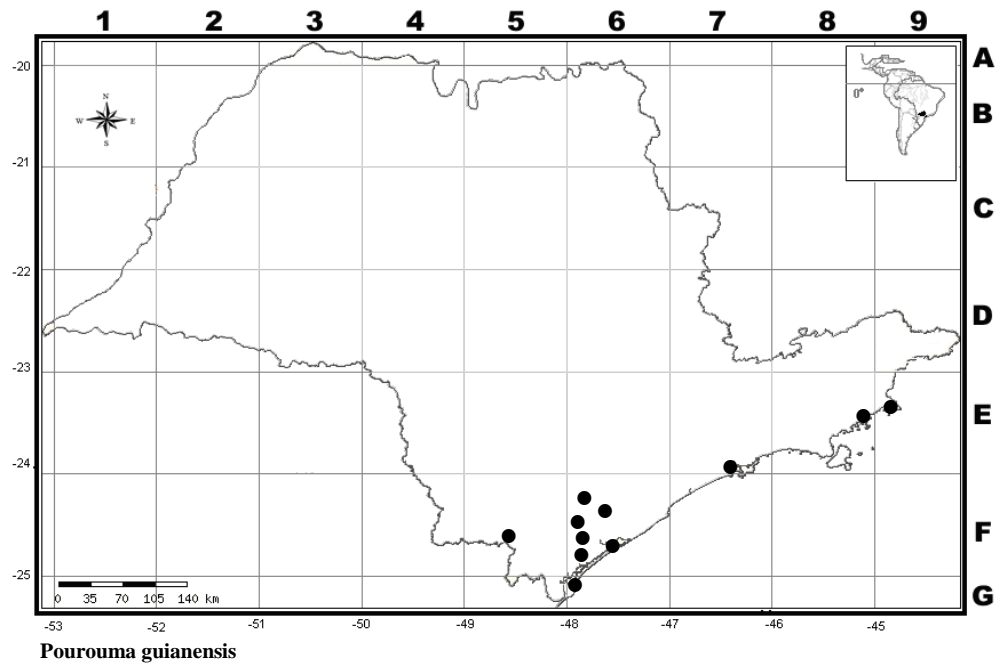 1 2 3 4 5 6 7 8 9
A
B
C
D
E
F
G
-20
-21
-22
-23
-24
-25
N
W E
S
0°
0 35 70 105 140 km
-53 -52 -51 -50 -49 -48 -47 -46 -45
Pourouma guianensis